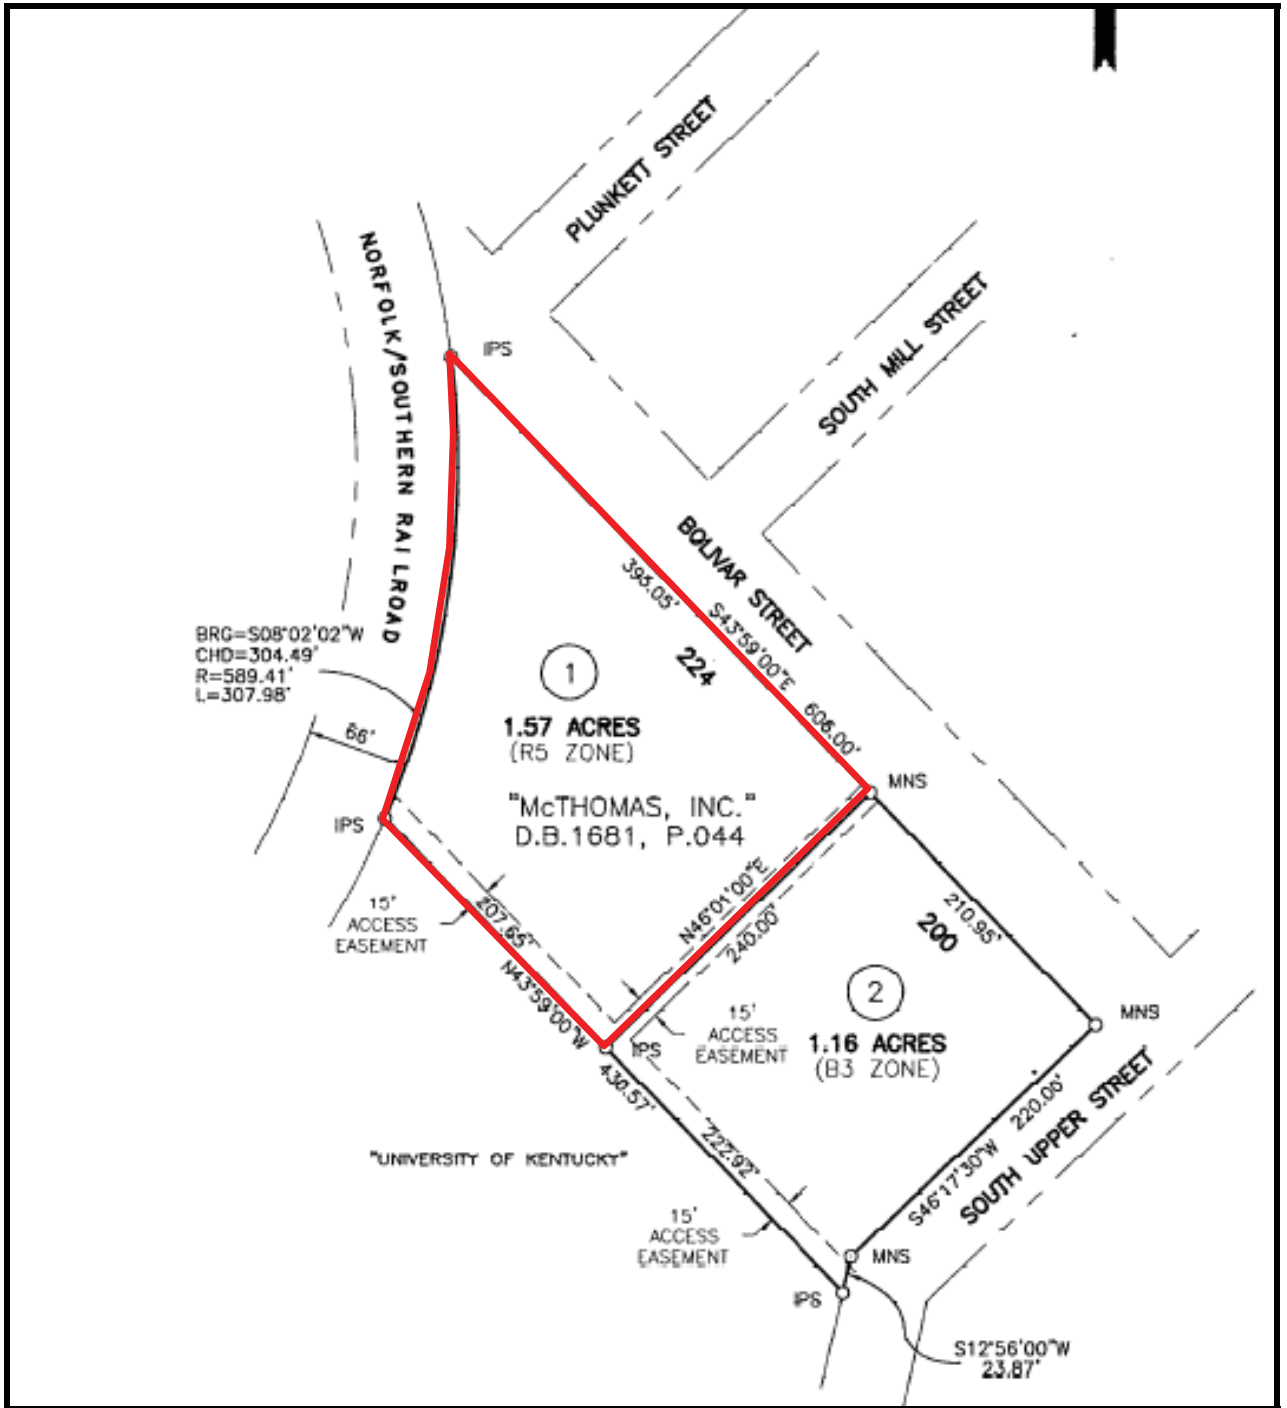 PLUNKETT STREET
SOUTH MILL STREET
NORFOLK/SOUTHERN RAILROAD
IPS
BOLIVAR STREET
395.05'
S43°59'00"E
606.00'
224
BRG=S08°02'02"W
CHD=304.49'
R=589.41'
L=307.98'
66'
1
1.57 ACRES
(R5 ZONE)
"McTHOMAS, INC."
D.B.1681, P.044
MNS
IPS
15'
ACCESS
EASEMENT
207.65'
N43°59'00"W
N46°01'00"E
240.00'
210.95'
200
2
1.16 ACRES
(B3 ZONE)
MNS
15'
ACCESS
EASEMENT
IPS
430.57'
222.92'
220.06'
S46°17'30"W
SOUTH UPPER STREET
"UNIVERSITY OF KENTUCKY"
15'
ACCESS
EASEMENT
MNS
IPS
S12°56'00"W
23.87'